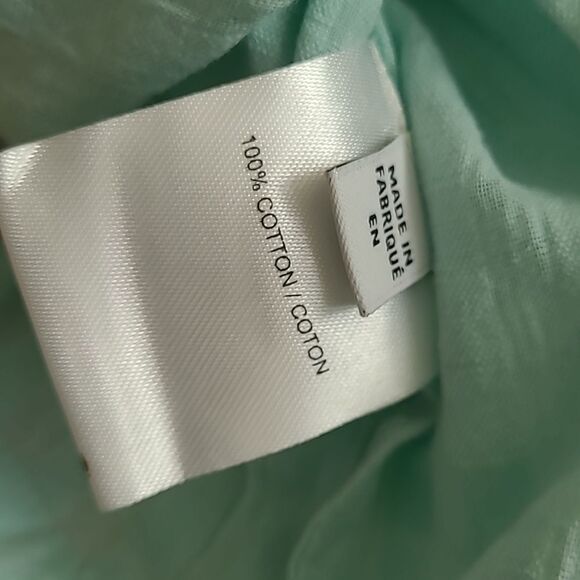 100% COTTON / COTON
MADE IN
FABRIQUÉ
EN